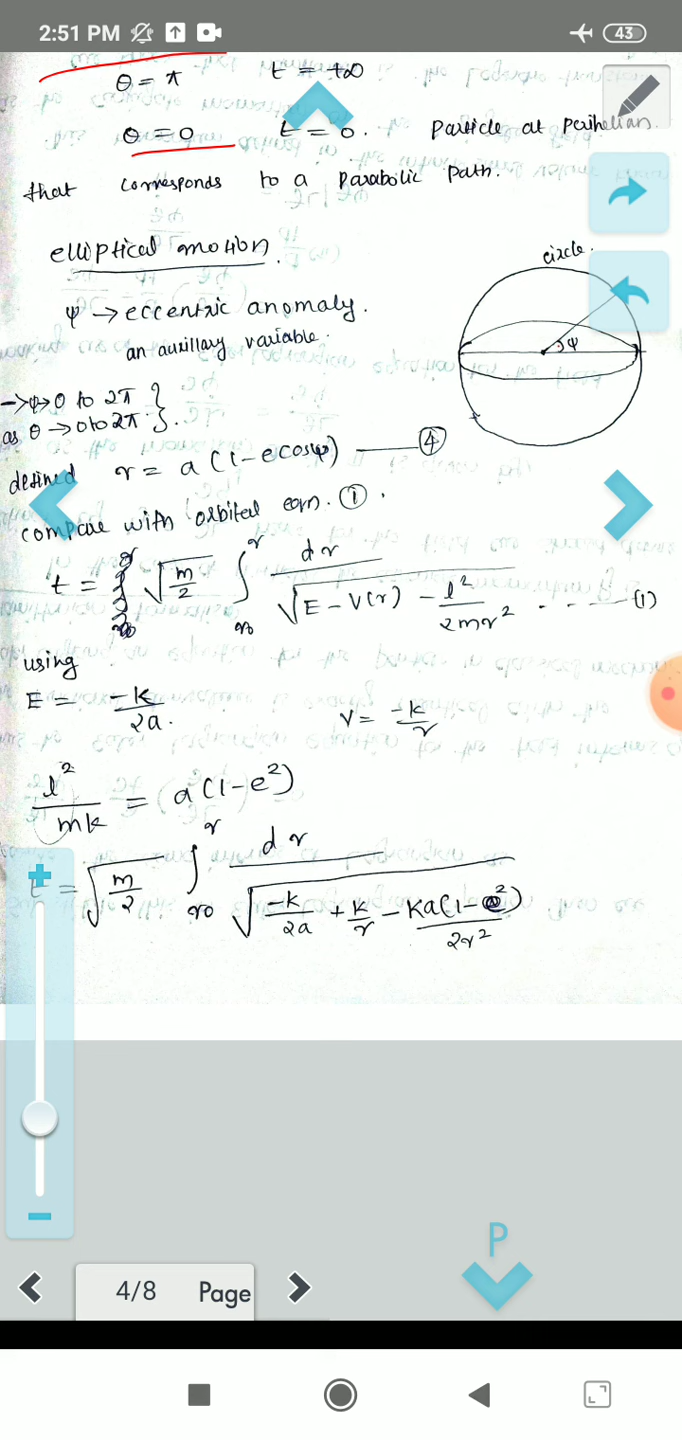 2:51 PM 43
θ = π t = +∞
θ = 0 t = 0. Particle at Perihelian.
that corresponds to a Parabolic Path.
elliptical motion.
circle.
ψ → eccentric anomaly.
an auxillary variable.
ψ
→ ψ → 0 to 2π }
as θ → 0 to 2π }.
defined r = a (1 - e cosψ) —— ④
compare with orbital eqn. ①.
t = √(m/2) ∫_{r0}^{r} dr / √(E - V(r) - l²/2mr²) ---- —(1)
using
E = -k/2a. V = -k/r
l²/mk = a(1-e²)
t = √(m/2) ∫_{r0}^{r} dr / √(-k/2a + k/r - ka(1-e²)/2r²)
P
4/8 Page